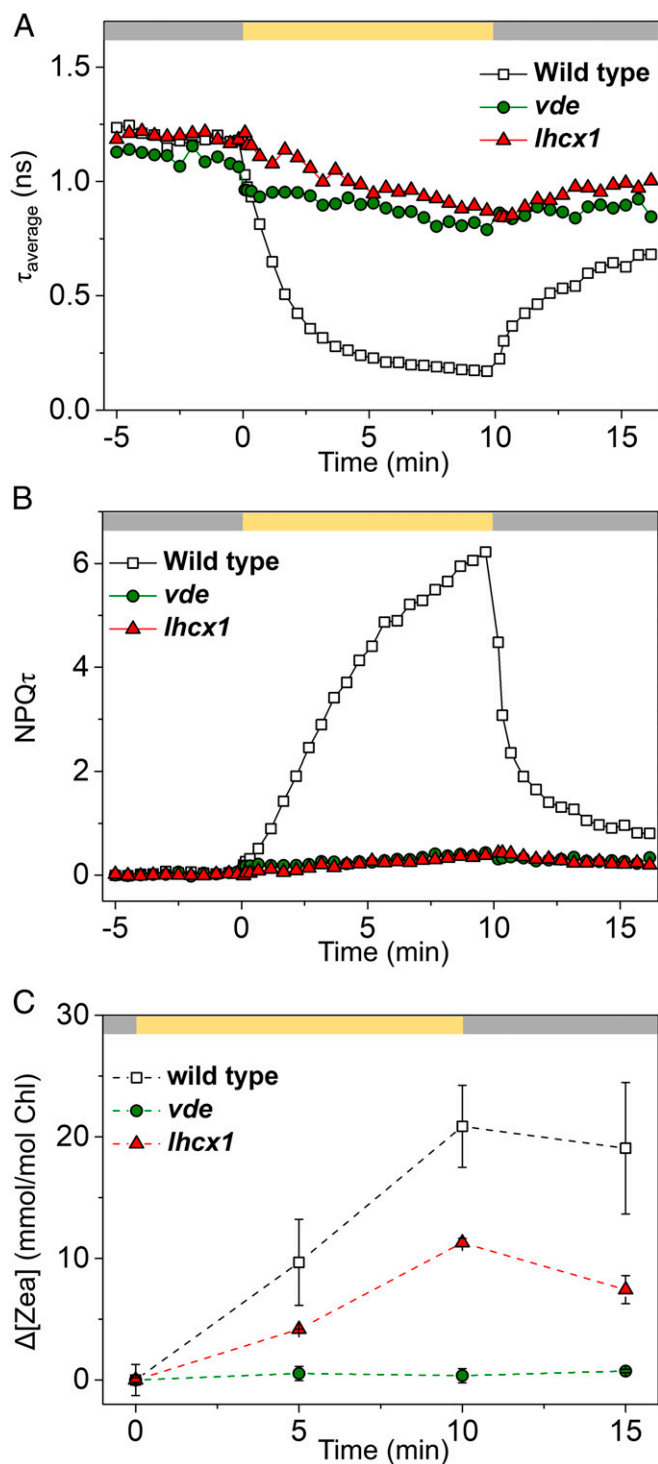 A
1.5
1.0
0.5
0.0
τaverage (ns)
Wild type
vde
lhcx1
-5 0 5 10 15
Time (min)
B
6
4
2
0
NPQτ
Wild type
vde
lhcx1
-5 0 5 10 15
Time (min)
C
30
20
10
0
Δ[Zea] (mmol/mol Chl)
wild type
vde
lhcx1
0 5 10 15
Time (min)